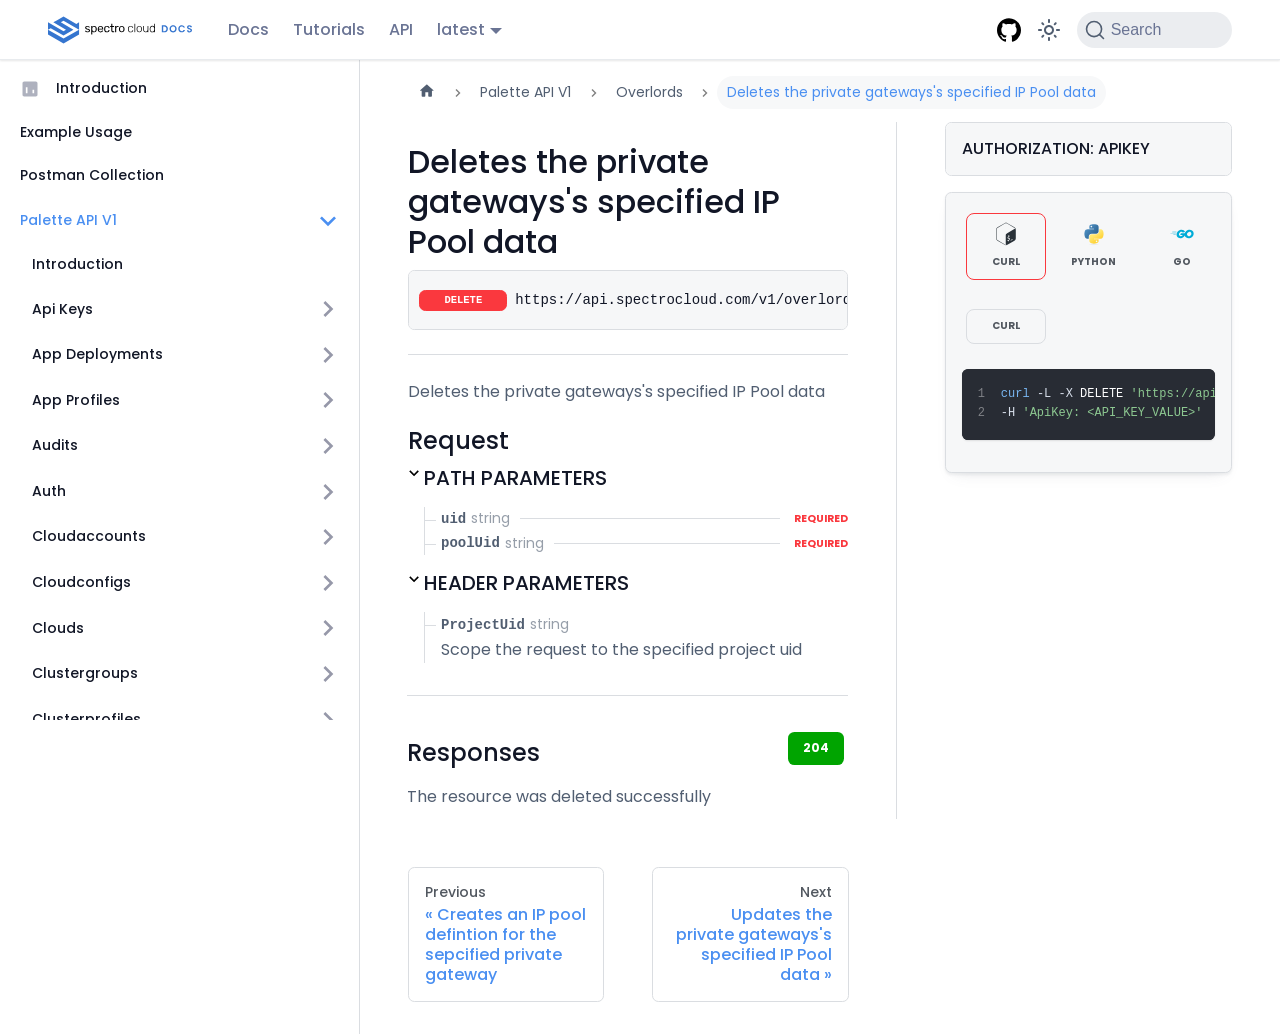 spectro cloud DOCS Docs Tutorials API latest Search
Introduction
Example Usage
Postman Collection
Palette API V1
Introduction
Api Keys
App Deployments
App Profiles
Audits
Auth
Cloudaccounts
Cloudconfigs
Clouds
Clustergroups
Clusterprofiles
Palette API V1 Overlords Deletes the private gateways's specified IP Pool data
Deletes the private
gateways's specified IP
Pool data
DELETE https://api.spectrocloud.com/v1/overlord
Deletes the private gateways's specified IP Pool data
Request
PATH PARAMETERS
uid string REQUIRED
poolUid string REQUIRED
HEADER PARAMETERS
ProjectUid string
Scope the request to the specified project uid
Responses
204
The resource was deleted successfully
Previous
« Creates an IP pool
defintion for the
sepcified private
gateway
Next
Updates the
private gateways's
specified IP Pool
data »
AUTHORIZATION: APIKEY
CURL PYTHON GO
CURL
1 curl -L -X DELETE 'https://api
2 -H 'ApiKey: <API_KEY_VALUE>'